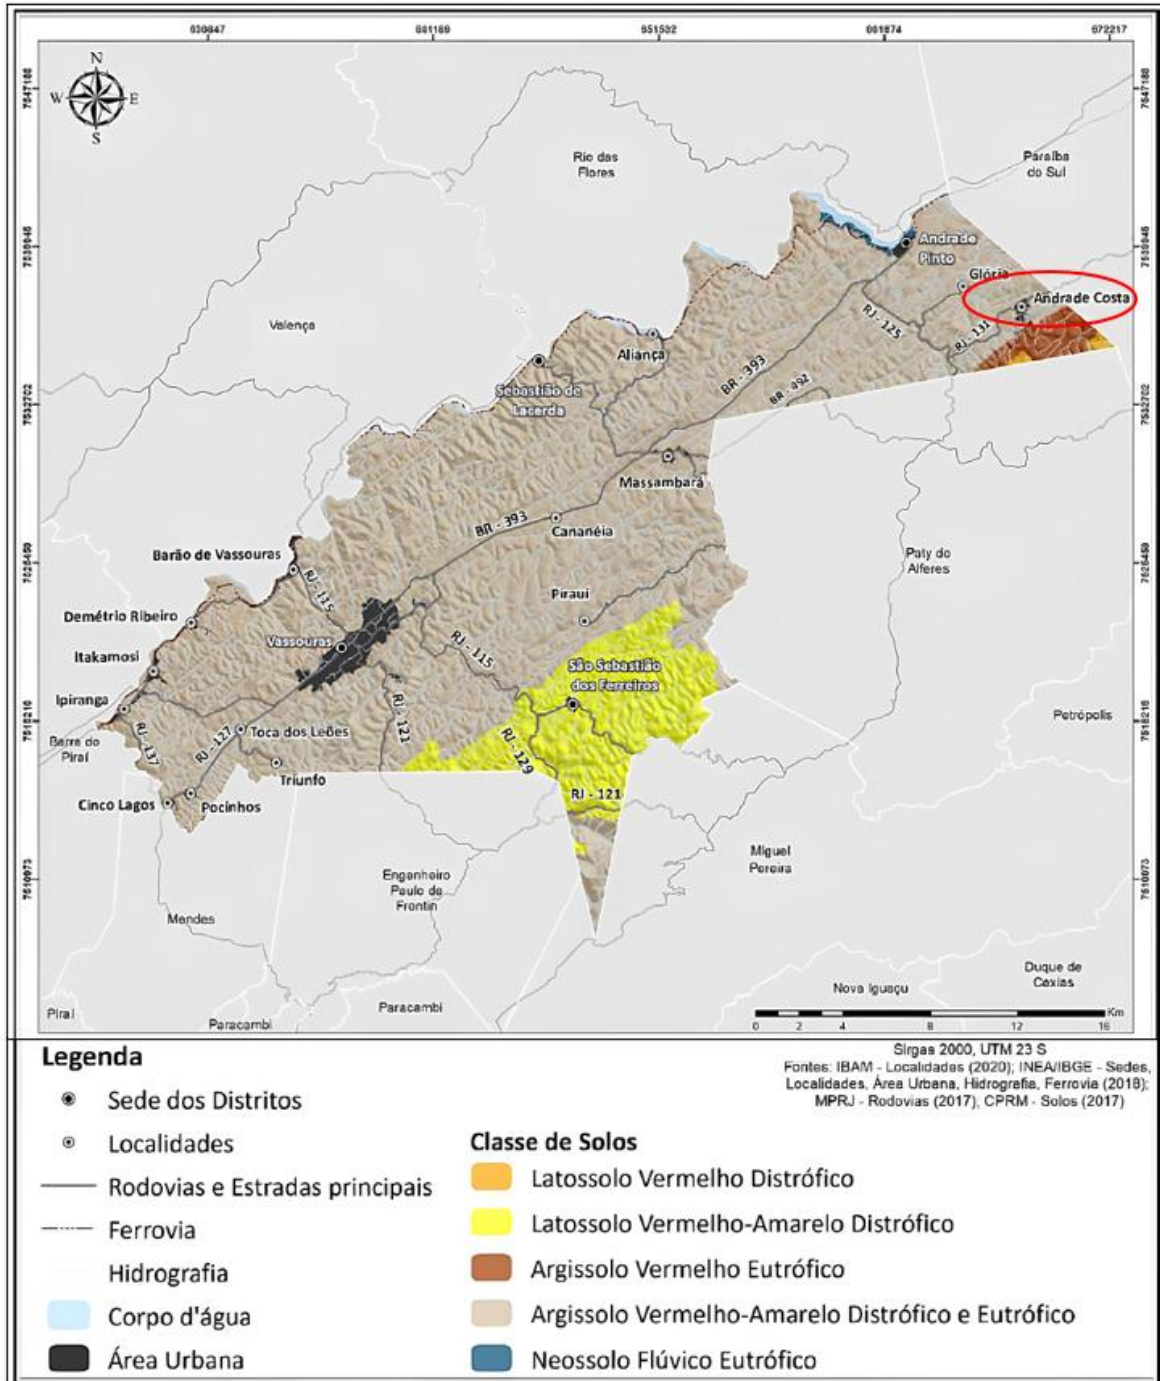 630847
661532
672217
7547188
7547188
N
W E
S
Rio das
Flores
Paraíba
do Sul
Andrade
Pinto
Glória
Andrade Costa
RJ - 125
RJ - 131
Valença
Aliança
BR - 393
BR - 492
Sebastião de
Lacerda
7532702
7532702
Massambará
BR - 393
Cananéia
Barão de Vassouras
Paty do
Alferes
RJ - 115
Pirauí
Demétrio Ribeiro
Vassouras
RJ - 115
São Sebastião
dos Ferreiros
Itakamosi
Ipiranga
Petrópolis
Barra do
Piraí
RJ - 137
RJ - 127
Toca dos Leões
RJ - 121
RJ - 129
Triunfo
RJ - 121
Cinco Lagos
Pocinhos
Miguel
Pereira
Engenheiro
Paulo de
Frontin
Mendes
Duque de
Caxias
Nova Iguaçu
Piraí
Paracambi
Paracambi
Km
0 2 4 8 12 16
Sirgas 2000, UTM 23 S
Fontes: IBAM - Localidades (2020); INEA/IBGE - Sedes,
Localidades, Área Urbana, Hidrografia, Ferrovia (2018);
MPRJ - Rodovias (2017), CPRM - Solos (2017)
Legenda
Sede dos Distritos
Localidades
Rodovias e Estradas principais
Ferrovia
Hidrografia
Corpo d'água
Área Urbana
Classe de Solos
Latossolo Vermelho Distrófico
Latossolo Vermelho-Amarelo Distrófico
Argissolo Vermelho Eutrófico
Argissolo Vermelho-Amarelo Distrófico e Eutrófico
Neossolo Flúvico Eutrófico